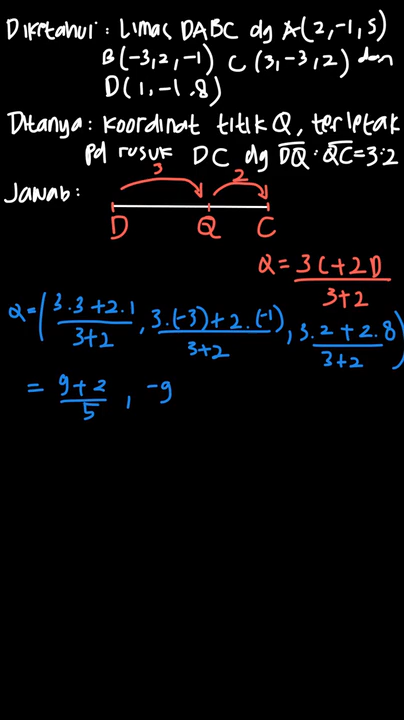 Diketahui: Limas DABC dg A(2,-1,5)
B(-3,2,-1) C(3,-3,2) dan
D(1,-1,8)
Ditanya: Koordinat titik Q, terletak
pd rusuk DC dg DQ:QC=3:2
Jawab:
3 2
D Q C
Q = 3C+2D / 3+2
Q = (3.3+2.1 / 3+2, 3.(-3)+2.(-1) / 3+2, 3.2+2.8 / 3+2)
= 9+2 / 5, -9